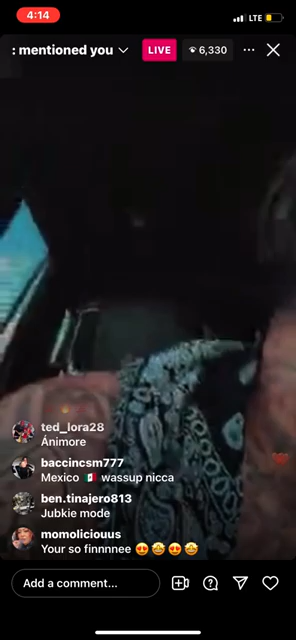 4:14
LTE
: mentioned you
LIVE
6,330
ted_lora28
Ánimore
baccincsm777
Mexico 🇲🇽 wassup nicca
ben.tinajero813
Jubkie mode
momoliciouus
Your so finnnnee 😍🤩😍🤩
Add a comment...